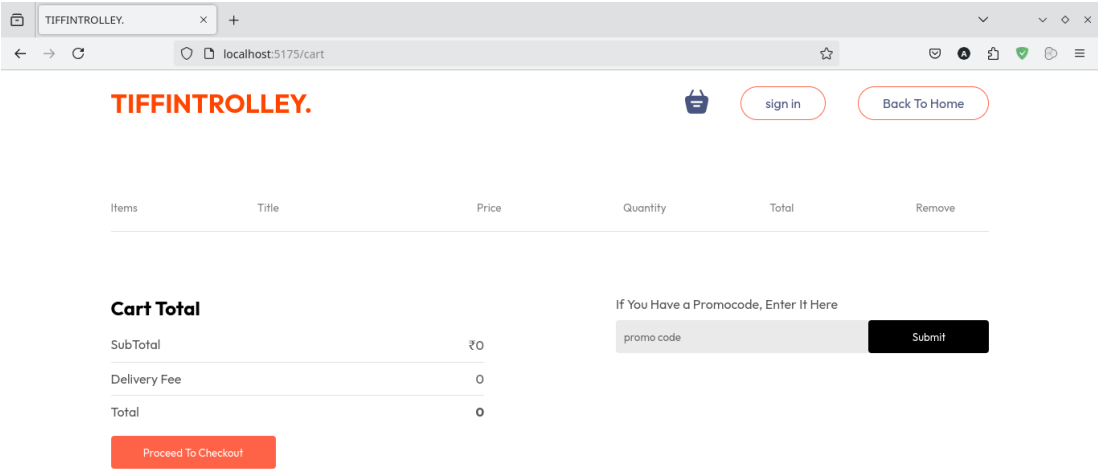 TIFFINTROLLEY.
localhost:5175/cart
TIFFINTROLLEY.
sign in
Back To Home
Items Title Price Quantity Total Remove
Cart Total
SubTotal ₹0
Delivery Fee 0
Total 0
Proceed To Checkout
If You Have a Promocode, Enter It Here
promo code
Submit